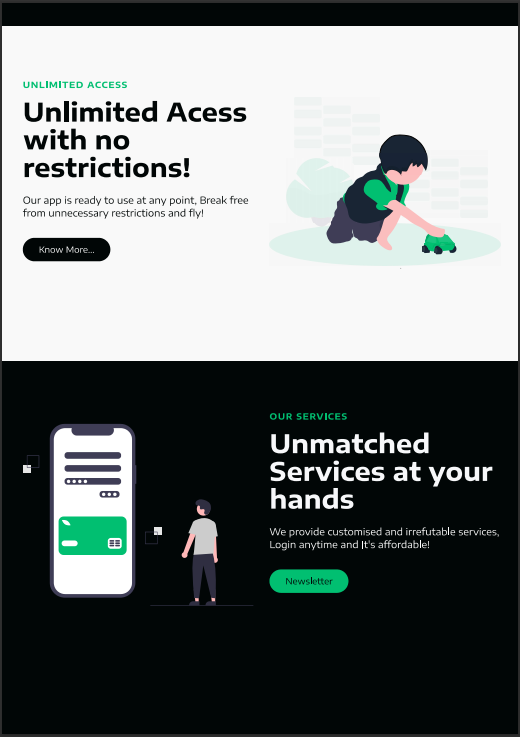 UNLIMITED ACCESS
Unlimited Acess
with no
restrictions!
Our app is ready to use at any point, Break free
from unnecessary restrictions and fly!
Know More...
OUR SERVICES
Unmatched
Services at your
hands
We provide customised and irrefutable services,
Login anytime and It's affordable!
Newsletter